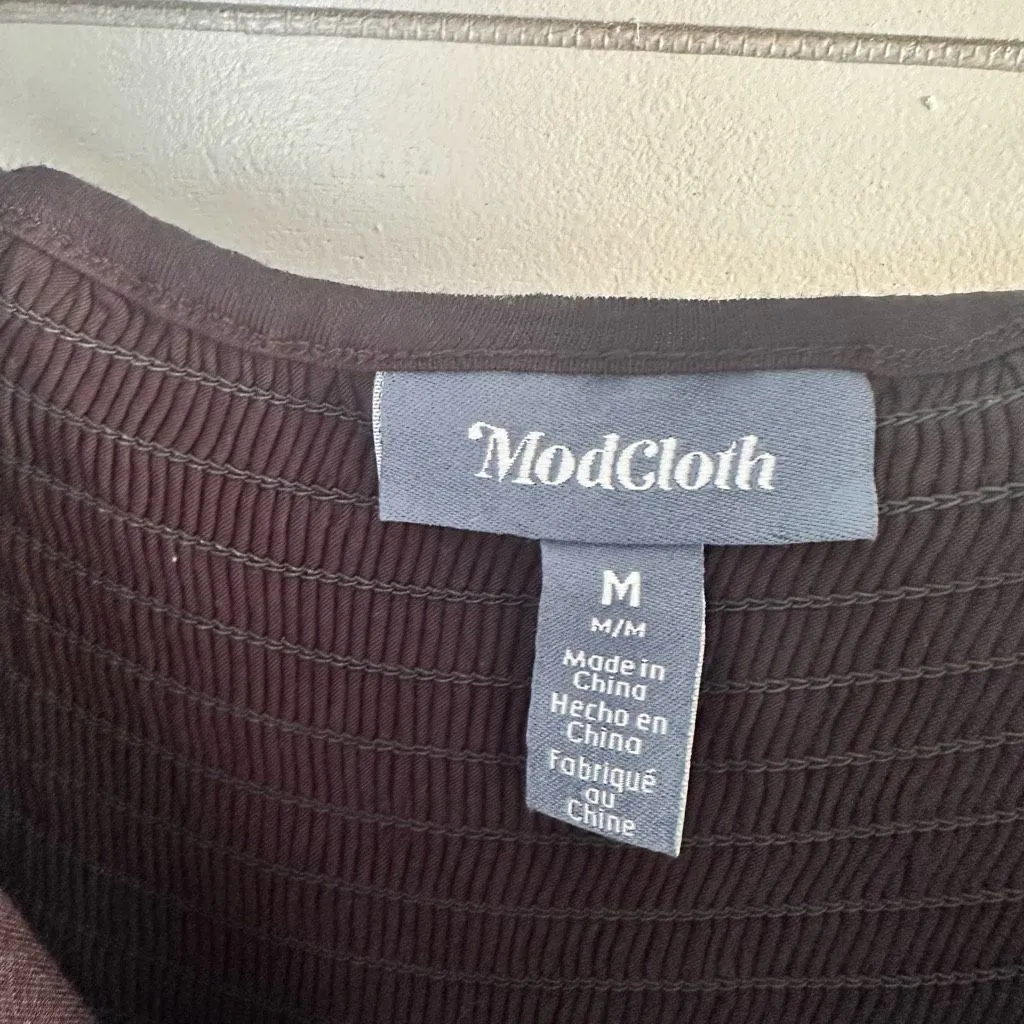 ModCloth
M
M/M
Made in
China
Hecho en
China
Fabriqué
au
Chine